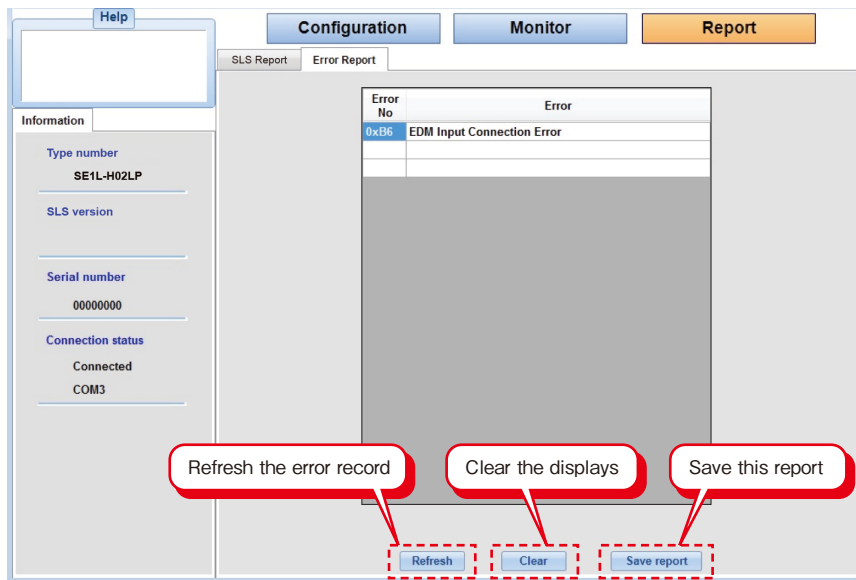 Help
Configuration
Monitor
Report
SLS Report
Error Report
Information
Type number
SE1L-H02LP
SLS version
Serial number
00000000
Connection status
Connected
COM3
Error No
Error
0xB6
EDM Input Connection Error
Refresh the error record
Clear the displays
Save this report
Refresh
Clear
Save report